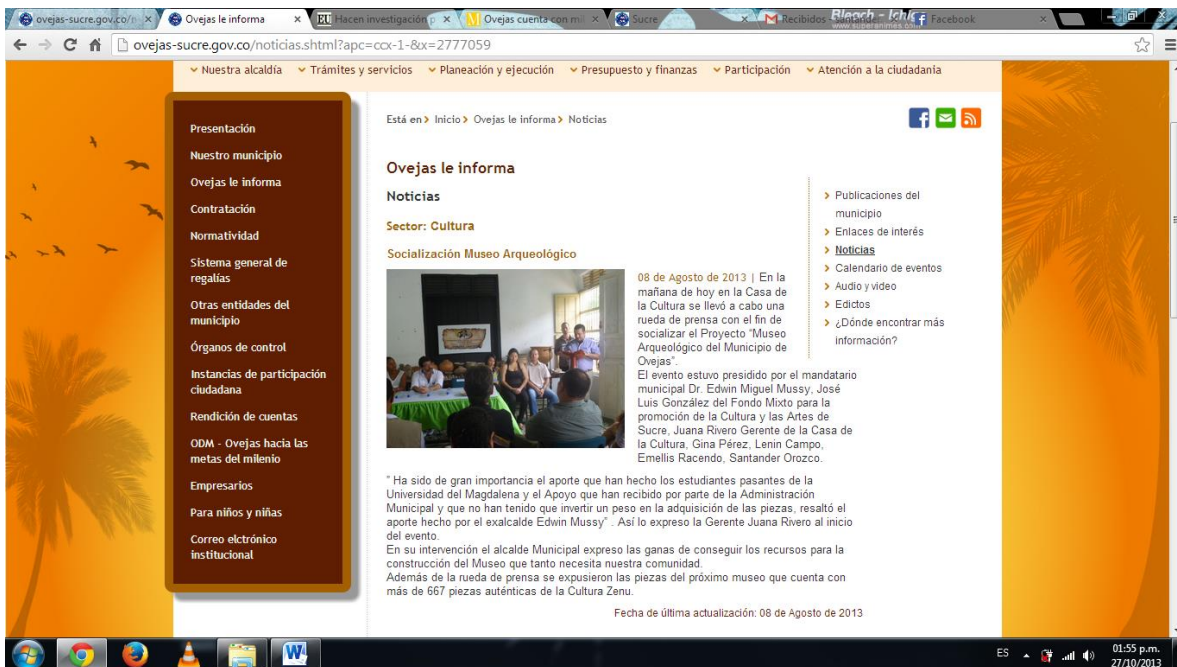 ovejas-sucre.gov.co/p
Ovejas le informa
Hacen investigación p
Ovejas cuenta con mil
Sucre
Recibidos
Bleach - Ichi
www.superanimes.com
Facebook
ovejas-sucre.gov.co/noticias.shtml?apc=ccx-1-&x=2777059
Nuestra alcaldía Trámites y servicios Planeación y ejecución Presupuesto y finanzas Participación Atención a la ciudadania
Presentación
Nuestro municipio
Ovejas le informa
Contratación
Normatividad
Sistema general de
regalías
Otras entidades del
municipio
Órganos de control
Instancias de participación
ciudadana
Rendición de cuentas
ODM - Ovejas hacia las
metas del milenio
Empresarios
Para niños y niñas
Correo elctrónico
institucional
Está en> Inicio> Ovejas le informa> Noticias
Ovejas le informa
Noticias
Sector: Cultura
Socialización Museo Arqueológico
08 de Agosto de 2013 | En la
mañana de hoy en la Casa de
la Cultura se llevó a cabo una
rueda de prensa con el fin de
socializar el Proyecto "Museo
Arqueológico del Municipio de
Ovejas".
El evento estuvo presidido por el mandatario
municipal Dr. Edwin Miguel Mussy, José
Luis González del Fondo Mixto para la
promoción de la Cultura y las Artes de
Sucre, Juana Rivero Gerente de la Casa de
la Cultura, Gina Pérez, Lenin Campo,
Emellis Racendo, Santander Orozco.
" Ha sido de gran importancia el aporte que han hecho los estudiantes pasantes de la
Universidad del Magdalena y el Apoyo que han recibido por parte de la Administración
Municipal y que no han tenido que invertir un peso en la adquisición de las piezas, resaltó el
aporte hecho por el exalcalde Edwin Mussy" . Así lo expreso la Gerente Juana Rivero al inicio
del evento.
En su intervención el alcalde Municipal expreso las ganas de conseguir los recursos para la
construcción del Museo que tanto necesita nuestra comunidad.
Además de la rueda de prensa se expusieron las piezas del próximo museo que cuenta con
más de 667 piezas auténticas de la Cultura Zenu.
Fecha de última actualización: 08 de Agosto de 2013
Publicaciones del
municipio
Enlaces de interés
Noticias
Calendario de eventos
Audio y video
Edictos
¿Dónde encontrar más
información?
ES
01:55 p.m.
27/10/2013